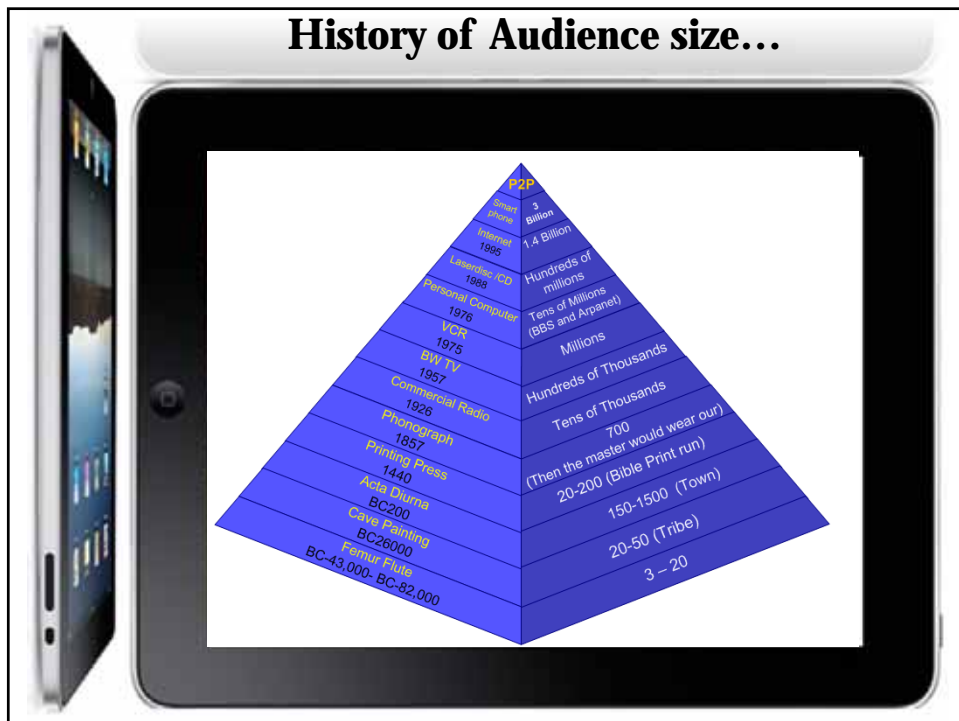 History of Audience size…
P2P
Smart
phone
Internet
1995
Laserdisc /CD
1988
Personal Computer
1976
VCR
1975
BW TV
1957
Commercial Radio
1926
Phonograph
1857
Printing Press
1440
Acta Diurna
BC200
Cave Painting
BC26000
Femur Flute
BC-43,000- BC-82,000
3
Billion
1.4 Billion
Hundreds of
millions
Tens of Millions
(BBS and Arpanet)
Millions
Hundreds of Thousands
Tens of Thousands
700
(Then the master would wear our)
20-200 (Bible Print run)
150-1500 (Town)
20-50 (Tribe)
3 – 20